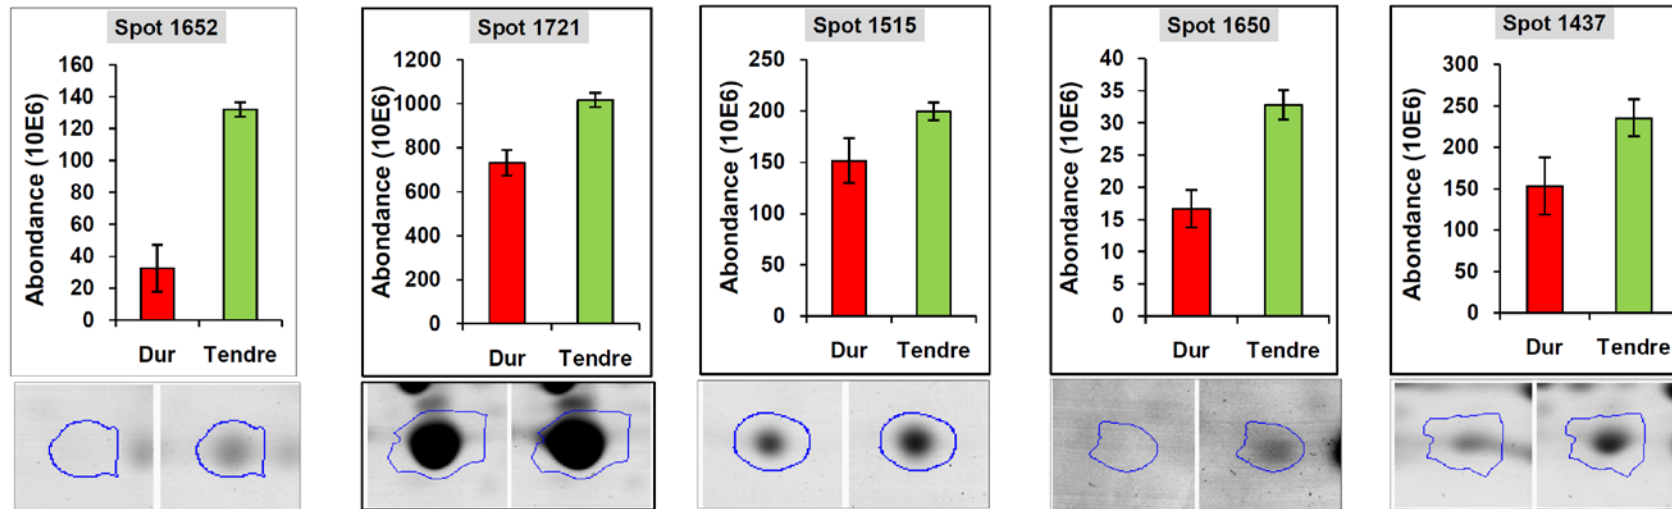 Spot 1652
Abondance (10E6)
160
140
120
100
80
60
40
20
0
Dur Tendre
Spot 1721
Abondance (10E6)
1200
1000
800
600
400
200
0
Dur Tendre
Spot 1515
Abondance (10E6)
250
200
150
100
50
0
Dur Tendre
Spot 1650
Abondance (10E6)
40
35
30
25
20
15
10
5
0
Dur Tendre
Spot 1437
Abondance (10E6)
300
250
200
150
100
50
0
Dur Tendre